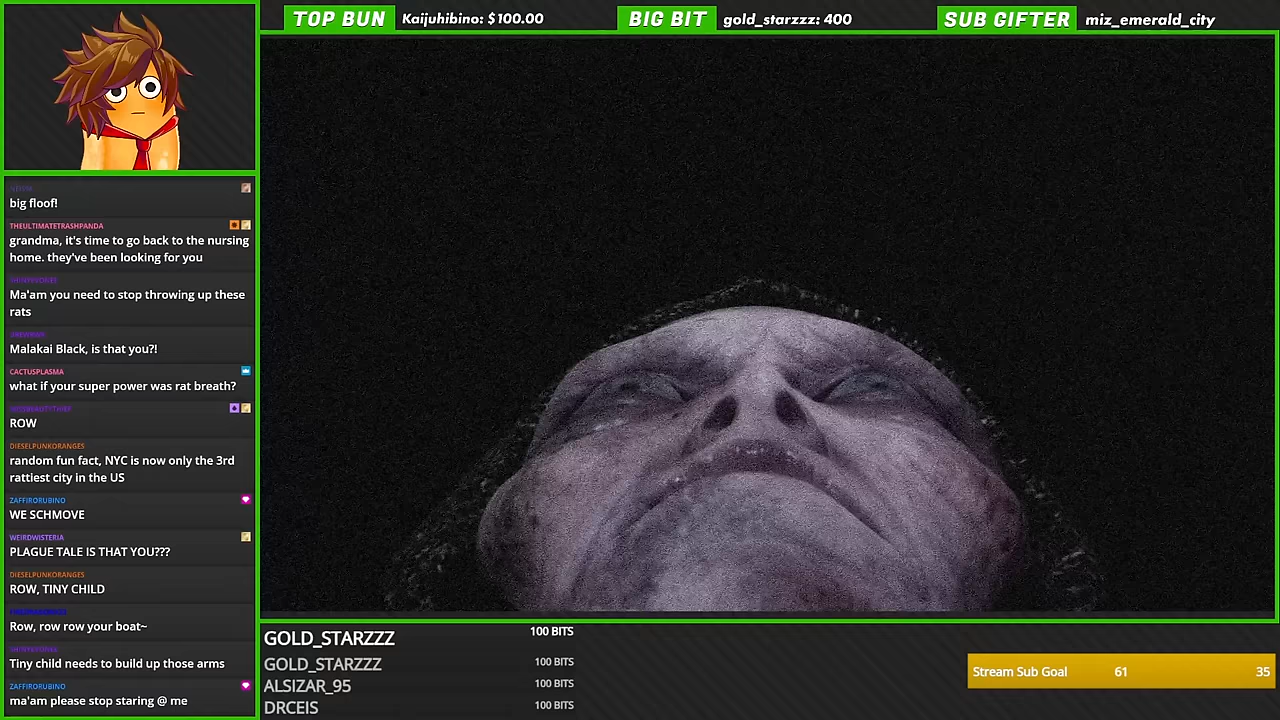 TOP BUN Kaijuhibino: $100.00 BIG BIT gold_starzzz: 400 SUB GIFTER miz_emerald_city
big floof!
THEULTIMATETRASHPANDA
grandma, it's time to go back to the nursing
home. they've been looking for you
Ma'am you need to stop throwing up these
rats
Malakai Black, is that you?!
CACTUSPLASMA
what if your super power was rat breath?
ROW
DIESELPUNKORANGES
random fun fact, NYC is now only the 3rd
rattiest city in the US
ZAFFIRORUBINO
WE SCHMOVE
WEIRDWISTERIA
PLAGUE TALE IS THAT YOU???
DIESELPUNKORANGES
ROW, TINY CHILD
Row, row row your boat~
Tiny child needs to build up those arms
ZAFFIRORUBINO
ma'am please stop staring @ me
GOLD_STARZZZ 100 BITS
GOLD_STARZZZ 100 BITS
ALSIZAR_95 100 BITS
DRCEIS 100 BITS
Stream Sub Goal 61 35